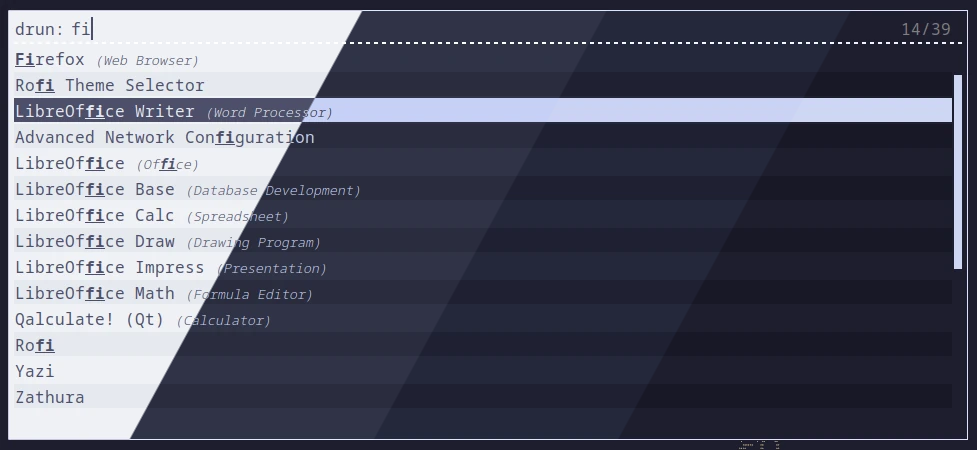 drun: fi 14/39
Firefox (Web Browser)
Rofi Theme Selector
LibreOffice Writer (Word Processor)
Advanced Network Configuration
LibreOffice (Office)
LibreOffice Base (Database Development)
LibreOffice Calc (Spreadsheet)
LibreOffice Draw (Drawing Program)
LibreOffice Impress (Presentation)
LibreOffice Math (Formula Editor)
Qalculate! (Qt) (Calculator)
Rofi
Yazi
Zathura